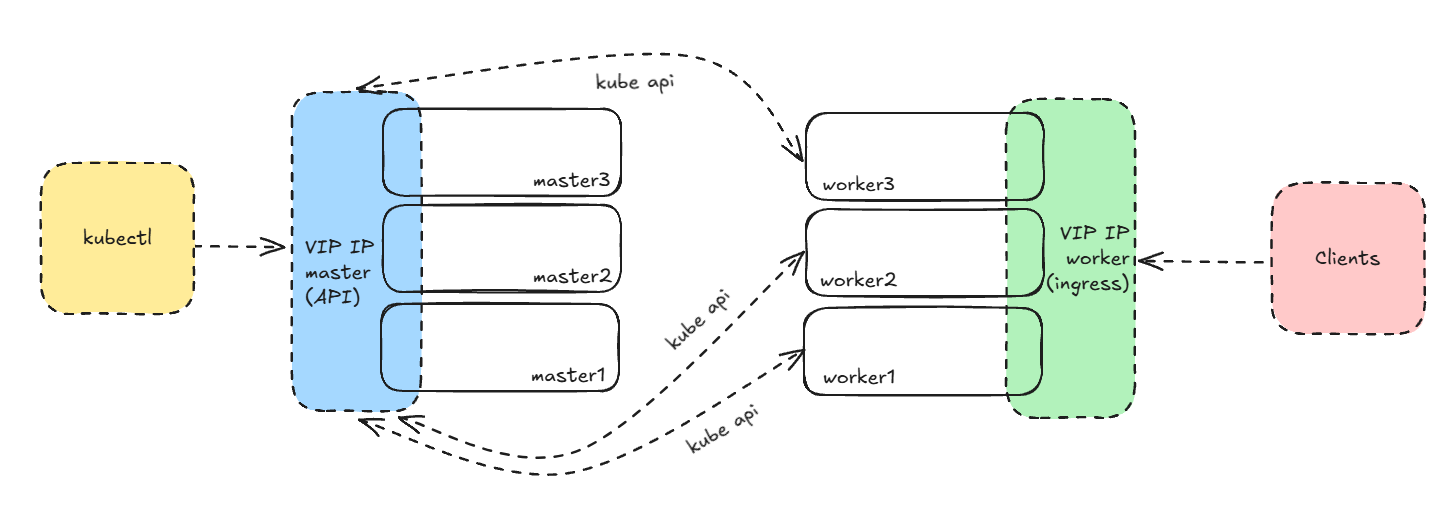 kube api
master3
worker3
kubectl
VIP IP
master
(API)
master2
VIP IP
worker
(ingress)
Clients
worker2
kube api
master1
worker1
kube api